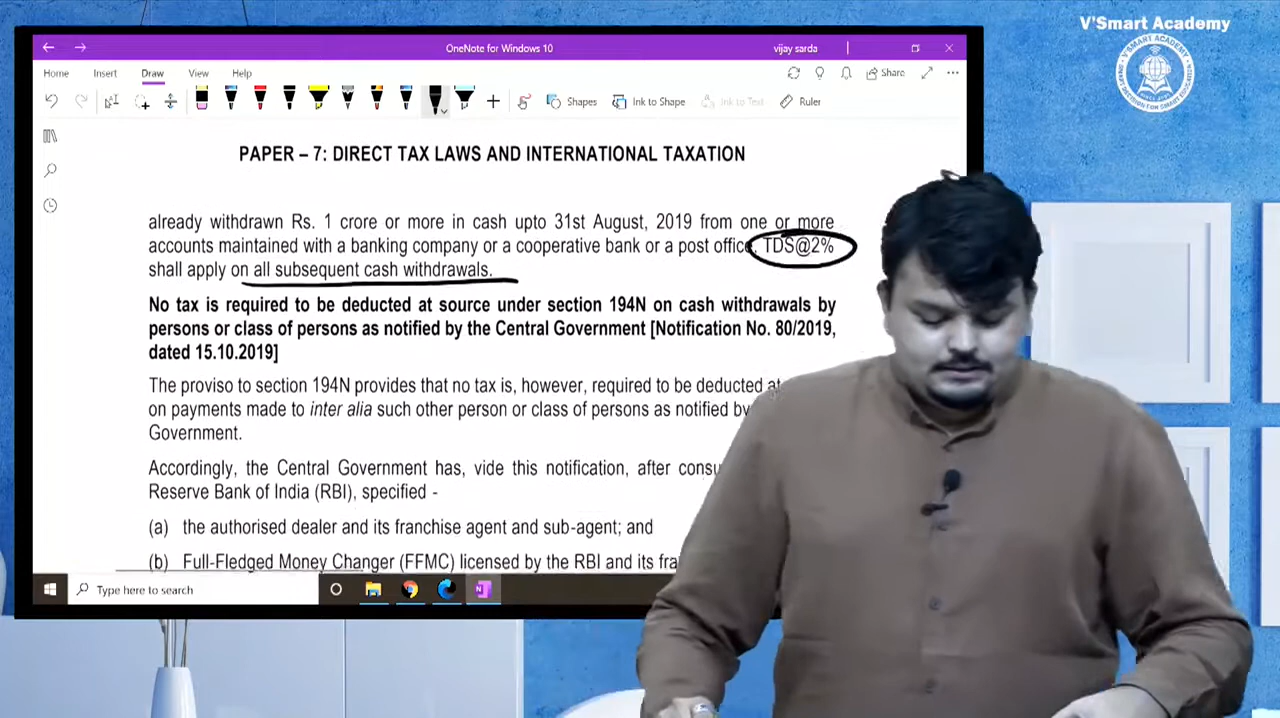 V'Smart Academy
OneNote for Windows 10
vijay sarda
Home Insert Draw View Help
Share
Shapes Ink to Shape Ink to Text Ruler
PAPER – 7: DIRECT TAX LAWS AND INTERNATIONAL TAXATION
already withdrawn Rs. 1 crore or more in cash upto 31st August, 2019 from one or more
accounts maintained with a banking company or a cooperative bank or a post office. TDS@2%
shall apply on all subsequent cash withdrawals.
No tax is required to be deducted at source under section 194N on cash withdrawals by
persons or class of persons as notified by the Central Government [Notification No. 80/2019,
dated 15.10.2019]
The proviso to section 194N provides that no tax is, however, required to be deducted at
on payments made to inter alia such other person or class of persons as notified by
Government.
Accordingly, the Central Government has, vide this notification, after consu
Reserve Bank of India (RBI), specified -
(a) the authorised dealer and its franchise agent and sub-agent; and
(b) Full-Fledged Money Changer (FFMC) licensed by the RBI and its fra
Type here to search